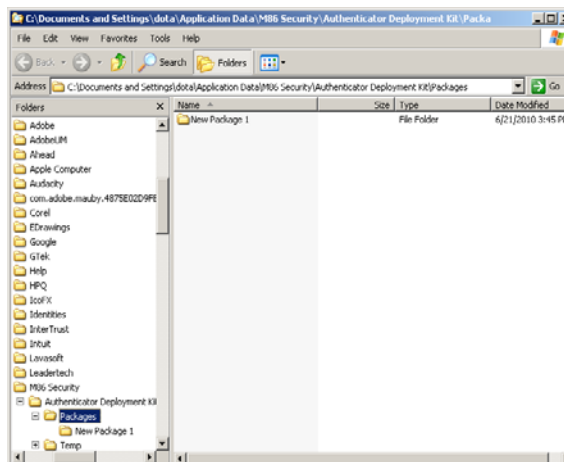 C:\Documents and Settings\dota\Application Data\M86 Security\Authenticator Deployment Kit\Packa
File Edit View Favorites Tools Help
Back Search Folders
Address C:\Documents and Settings\dota\Application Data\M86 Security\Authenticator Deployment Kit\Packages Go
Folders X Name Size Type Date Modified
New Package 1 File Folder 6/21/2010 3:45 P
Adobe
AdobeUM
Ahead
Apple Computer
Audacity
com.adobe.mauby.4875E02D9FE
Corel
EDrawings
Google
GTek
Help
HPQ
IcoFX
Identities
InterTrust
Intuit
Lavasoft
Leadertech
M86 Security
Authenticator Deployment Ki
Packages
New Package 1
Temp